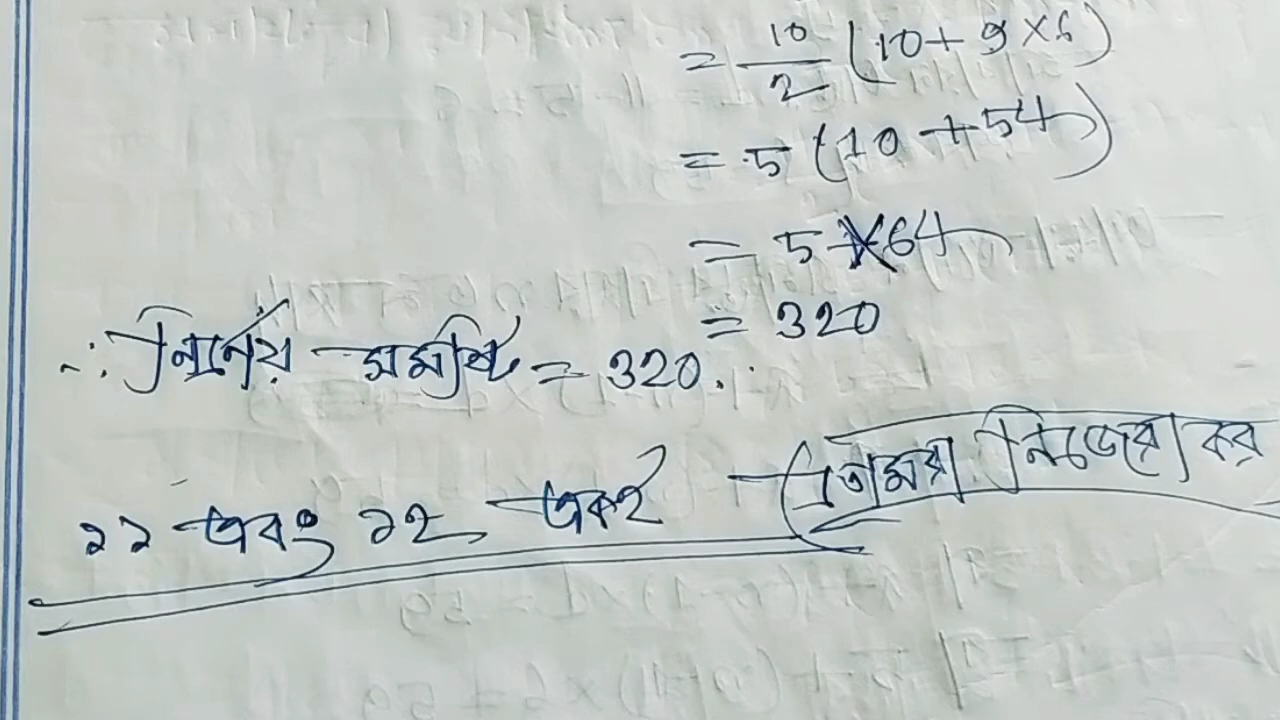 = 10/2 (10 + 9 × 6)
= 5 (10 + 54)
= 5 × 64
= 320
∴ নির্ণেয় সমষ্টি = 320.
১১ এবং ১২ একই তোমরা নিজেরা কর